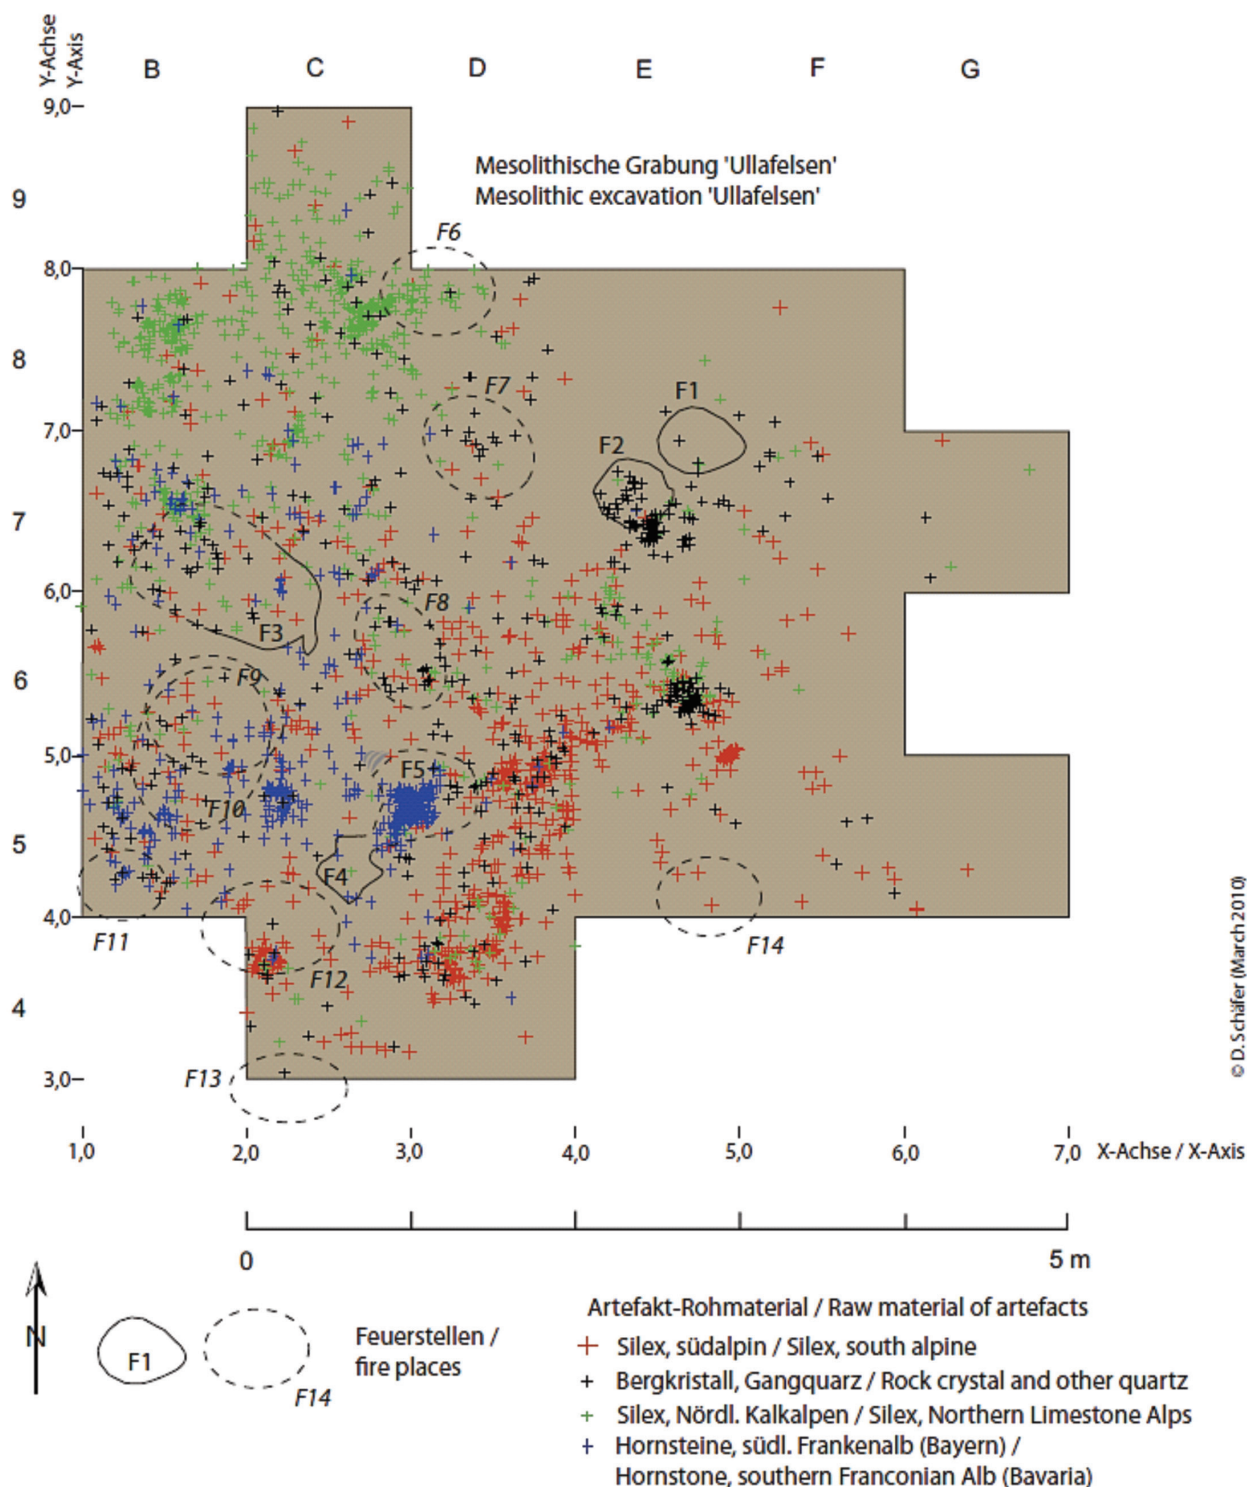 Y-Achse
Y-Axis
B C D E F G
9,0
Mesolithische Grabung 'Ullafelsen'
Mesolithic excavation 'Ullafelsen'
9
F6
8,0
8
F7
F1
7,0
F2
7
6,0
F8
F3
6
F9
5,0
F5
F10
5
F4
4,0
F11
F14
F12
4
3,0
F13
© D. Schäfer (March 2010)
1,0 2,0 3,0 4,0 5,0 6,0 7,0 X-Achse / X-Axis
0 5 m
N
F1
F14
Feuerstellen /
fire places
Artefakt-Rohmaterial / Raw material of artefacts
Silex, südalpin / Silex, south alpine
Bergkristall, Gangquarz / Rock crystal and other quartz
Silex, Nördl. Kalkalpen / Silex, Northern Limestone Alps
Hornsteine, südl. Frankenalb (Bayern) /
Hornstone, southern Franconian Alb (Bavaria)